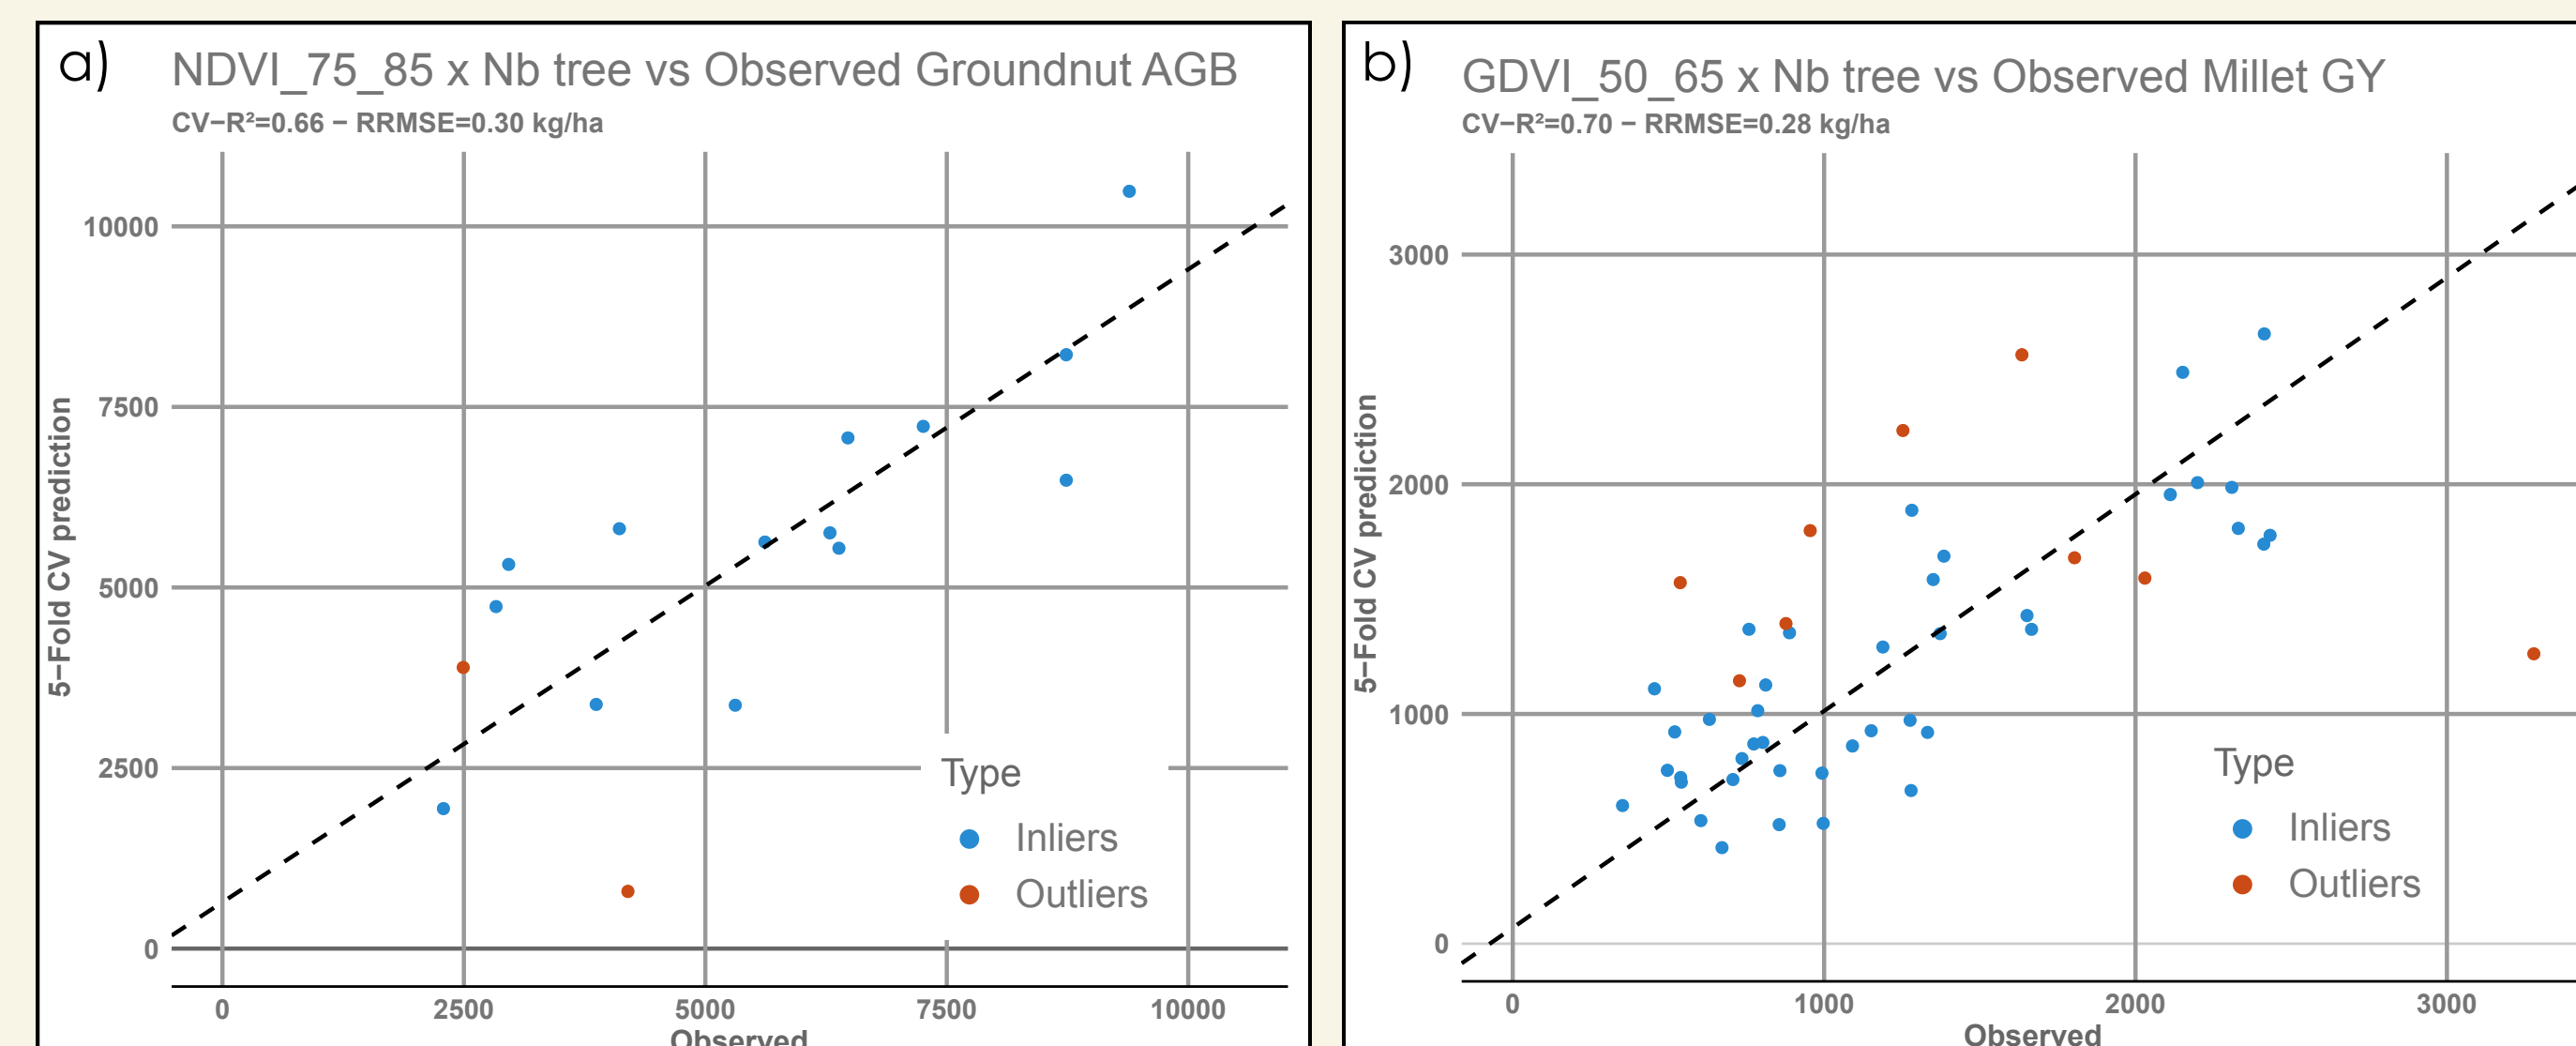 a)
NDVI_75_85 x Nb tree vs Observed Groundnut AGB
CV−R²=0.66 − RRMSE=0.30 kg/ha
5−Fold CV prediction
10000
7500
5000
2500
0
Type
Inliers
Outliers
0 2500 5000 7500 10000
Observed
b)
GDVI_50_65 x Nb tree vs Observed Millet GY
CV−R²=0.70 − RRMSE=0.28 kg/ha
5−Fold CV prediction
3000
2000
1000
0
Type
Inliers
Outliers
0 1000 2000 3000
Observed